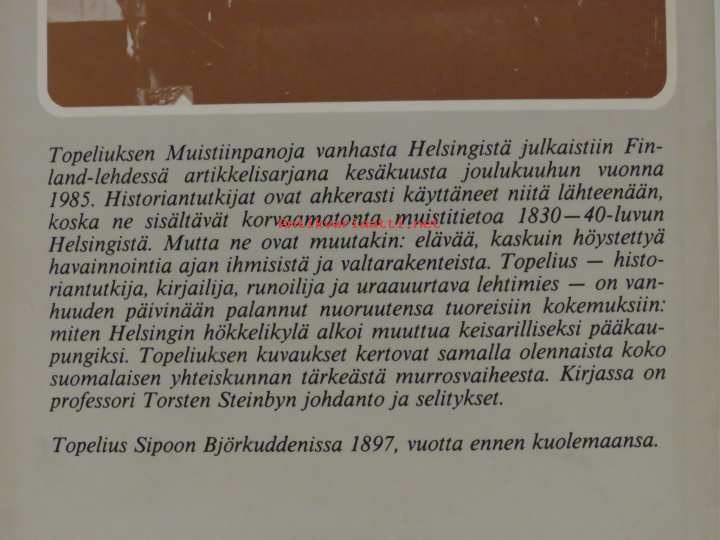 Topeliuksen Muistiinpanoja vanhasta Helsingistä julkaistiin Fin-
land-lehdessä artikkelisarjana kesäkuusta joulukuuhun vuonna
1985. Historiantutkijat ovat ahkerasti käyttäneet niitä lähteenään,
koska ne sisältävät korvaamatonta muistitietoa 1830—40-luvun
Helsingistä. Mutta ne ovat muutakin: elävää, kaskuin höystettyä
havainnointia ajan ihmisistä ja valtarakenteista. Topelius — histo-
riantutkija, kirjailija, runoilija ja uraauurtava lehtimies — on van-
huuden päivinään palannut nuoruutensa tuoreisiin kokemuksiin:
miten Helsingin hökkelikylä alkoi muuttua keisarilliseksi pääkau-
pungiksi. Topeliuksen kuvaukset kertovat samalla olennaista koko
suomalaisen yhteiskunnan tärkeästä murrosvaiheesta. Kirjassa on
professori Torsten Steinbyn johdanto ja selitykset.
Topelius Sipoon Björkuddenissa 1897, vuotta ennen kuolemaansa.